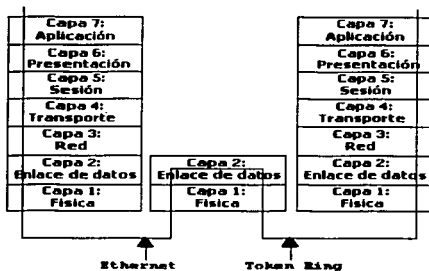 Capa 7:
Aplicación
Capa 6:
Presentación
Capa 5:
Sesión
Capa 4:
Transporte
Capa 3:
Red
Capa 2:
Enlace de datos
Capa 1:
Física
Capa 2:
Enlace de datos
Capa 1:
Física
Capa 7:
Aplicación
Capa 6:
Presentación
Capa 5:
Sesión
Capa 4:
Transporte
Capa 3:
Red
Capa 2:
Enlace de datos
Capa 1:
Física
Ethernet
Token Ring